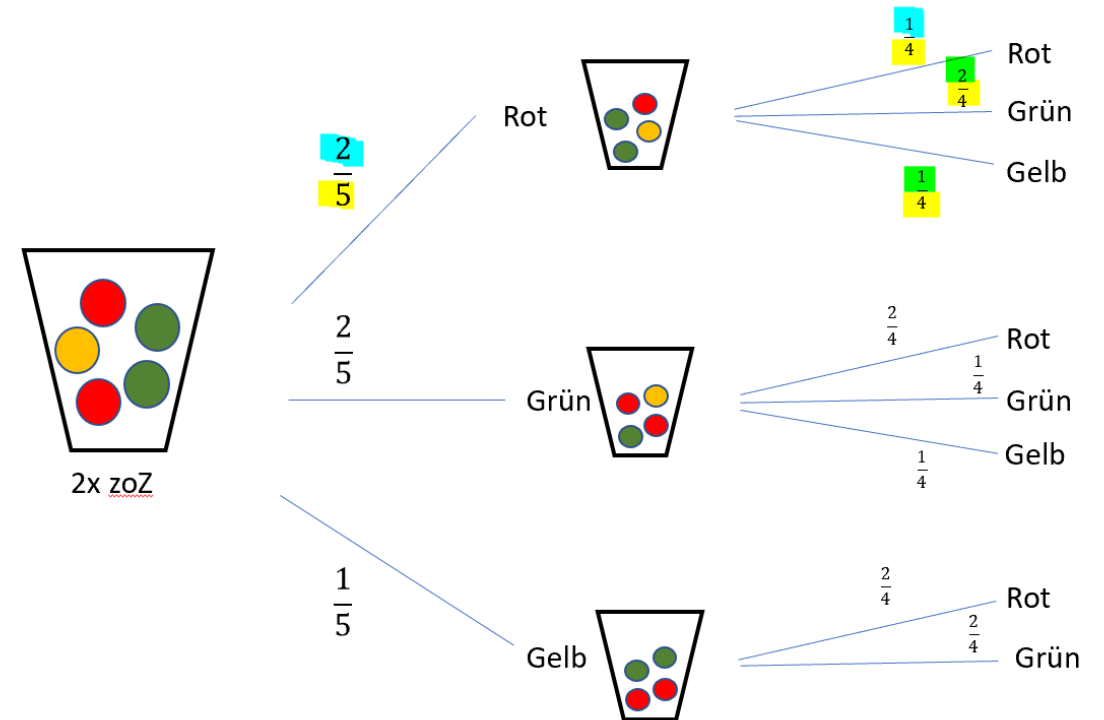 1/4
Rot
2/4
Rot
Grün
2/5
1/4
Gelb
2/5
2/4
Rot
1/4
Grün
Grün
1/4
Gelb
2x zoZ
1/5
2/4
Rot
2/4
Gelb
Grün